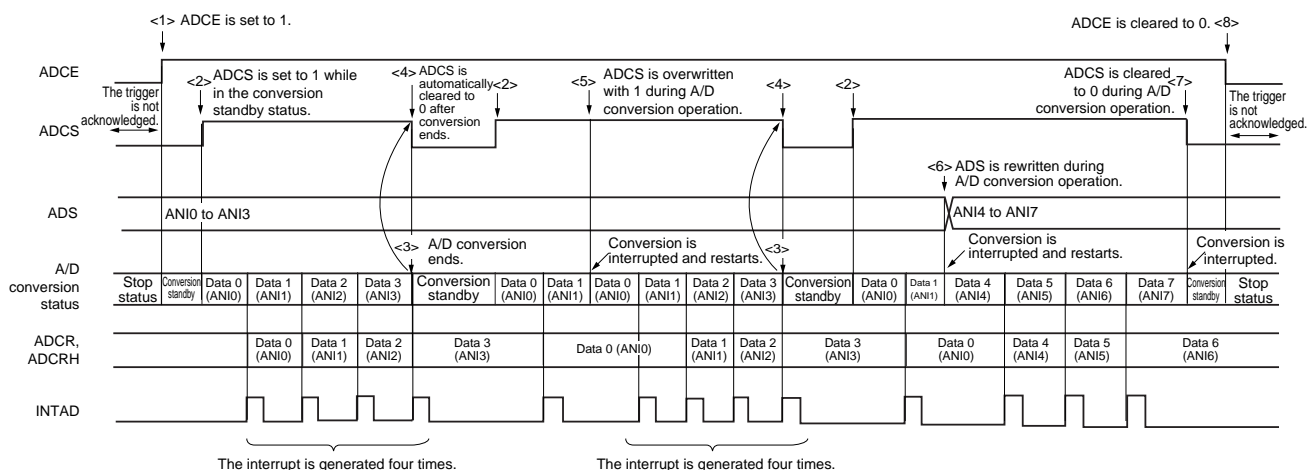 <1> ADCE is set to 1.
ADCE is cleared to 0. <8>
ADCE
The trigger
is not
acknowledged.
<2> ADCS is set to 1 while
in the conversion
standby status.
<4> ADCS is
automatically
cleared to
0 after
conversion
ends.
<2>
<5> ADCS is overwritten
with 1 during A/D
conversion operation.
<4>
<2>
ADCS is cleared
to 0 during A/D
conversion operation.
<7>
The trigger
is not
acknowledged.
ADCS
<6> ADS is rewritten during
A/D conversion operation.
ADS
ANI0 to ANI3
ANI4 to ANI7
<3> A/D conversion
ends.
Conversion is
interrupted and restarts.
<3>
Conversion is
interrupted and restarts.
Conversion is
interrupted.
A/D
conversion
status
Stop
status
Conversion
standby
Data 0
(ANI0)
Data 1
(ANI1)
Data 2
(ANI2)
Data 3
(ANI3)
Conversion
standby
Data 0
(ANI0)
Data 1
(ANI1)
Data 0
(ANI0)
Data 1
(ANI1)
Data 2
(ANI2)
Data 3
(ANI3)
Conversion
standby
Data 0
(ANI0)
Data 1
(ANI1)
Data 4
(ANI4)
Data 5
(ANI5)
Data 6
(ANI6)
Data 7
(ANI7)
Conversion
standby
Stop
status
ADCR,
ADCRH
Data 0
(ANI0)
Data 1
(ANI1)
Data 2
(ANI2)
Data 3
(ANI3)
Data 0 (ANI0)
Data 1
(ANI1)
Data 2
(ANI2)
Data 3
(ANI3)
Data 0
(ANI0)
Data 4
(ANI4)
Data 5
(ANI5)
Data 6
(ANI6)
INTAD
The interrupt is generated four times.
The interrupt is generated four times.